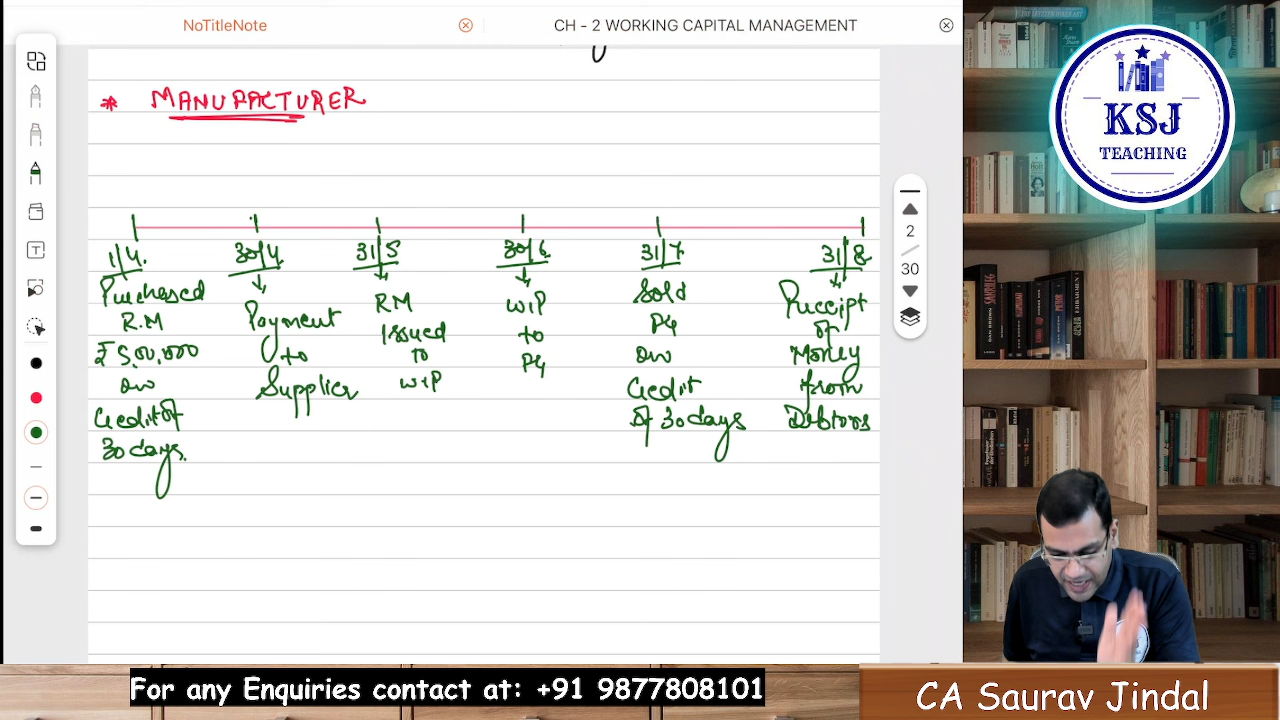 NoTitleNote
CH - 2 WORKING CAPITAL MANAGEMENT
* MANUFACTURER
1/4.
Purchased
R.M
₹ 5,00,000
on
Credit of
30 days.
30/4
Payment
to
Supplier
31/5
RM
Issued
to
WIP
30/6
WIP
to
FG
31/7
Sold
FG
on
Credit
of 30 days
31/8
Receipt
of
Money
from
Debtors
2
30
KSJ
TEACHING
For any Enquiries contact at: +91 9877808101
CA Saurav Jindal